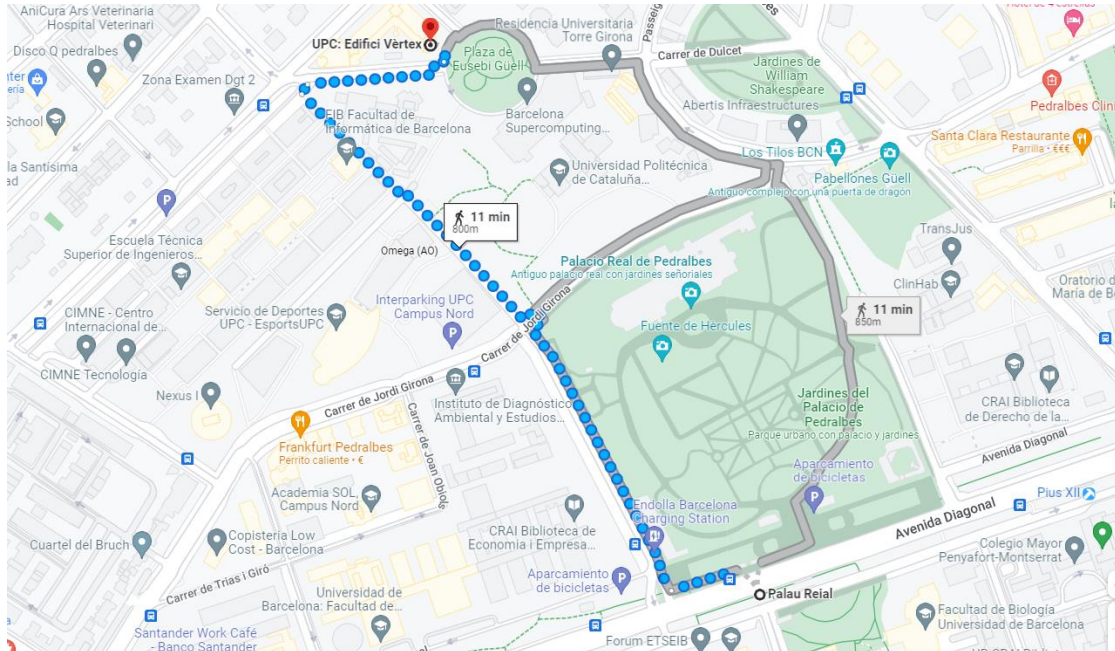 AniCura Ars Veterinaria
Hospital Veterinari
Disco Q pedralbes
Zona Examen Dgt 2
UPC: Edifici Vèrtex
Plaza de
Eusebi Güell
Residencia Universitaria
Torre Girona
Passeig
Carrer de Dulcet
Jardines de
William
Shakespeare
Abertis Infraestructures
Pedralbes Clin
Santa Clara Restaurante
Parrilla · €€€
School
la Santísima
ad
FIB Facultad de
Informática de Barcelona
Barcelona
Supercomputing...
Los Tilos BCN
Pabellones Güell
Antiguo complejo con una puerta de dragón
Universidad Politécnica
de Cataluña...
11 min
800m
Escuela Técnica
Superior de Ingenieros...
Omega (AO)
TransJus
ClinHab
Oratorio d
María de B
Palacio Real de Pedralbes
Antiguo palacio real con jardines señoriales
Interparking UPC
Campus Nord
Servicio de Deportes
UPC - EsportsUPC
CIMNE - Centro
Internacional de...
CIMNE Tecnología
Fuente de Hércules
11 min
850m
Carrer de Jordi Girona
Carrer de Jordi Girona
Nexus I
Instituto de Diagnóstico
Ambiental y Estudios...
Carrer de Joan Obiols
Jardines del
Palacio de
Pedralbes
Parque urbano con palacio y jardines
CRAI Biblioteca
de Derecho de la...
Frankfurt Pedralbes
Perrito caliente · €
Avenida Diagonal
Aparcamiento
de bicicletas
Academia SOL,
Campus Nord
Endolla Barcelona
Charging Station
Pius XII
Avenida Diagonal
Cuartel del Bruch
Copisteria Low
Cost - Barcelona
CRAI Biblioteca de
Economia i Empresa...
Colegio Mayor
Penyafort-Montserrat
Carrer de Trias i Giró
Universidad de
Barcelona: Facultad de...
Aparcamiento
de bicicletas
Palau Reial
Facultad de Biología
Universidad de Barcelona
Santander Work Café
- Banco Santander
Forum ETSEIB